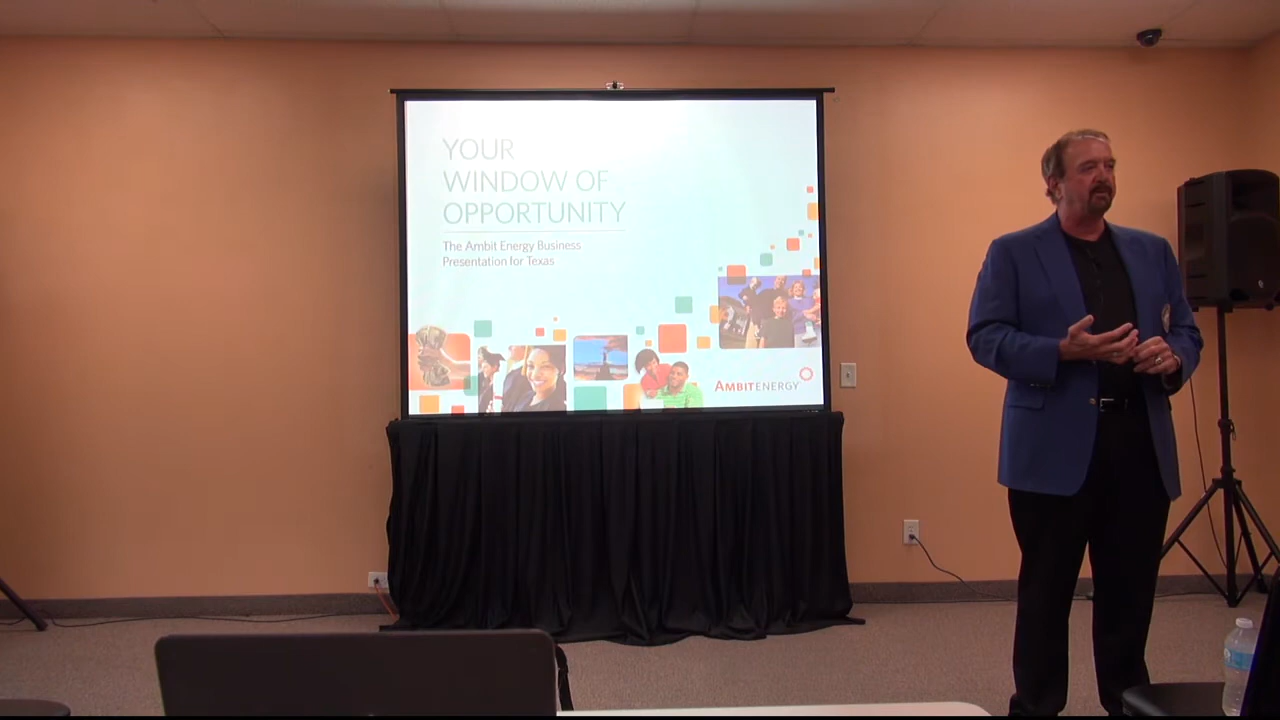 YOUR
WINDOW OF
OPPORTUNITY
The Ambit Energy Business
Presentation for Texas
AMBITENERGY